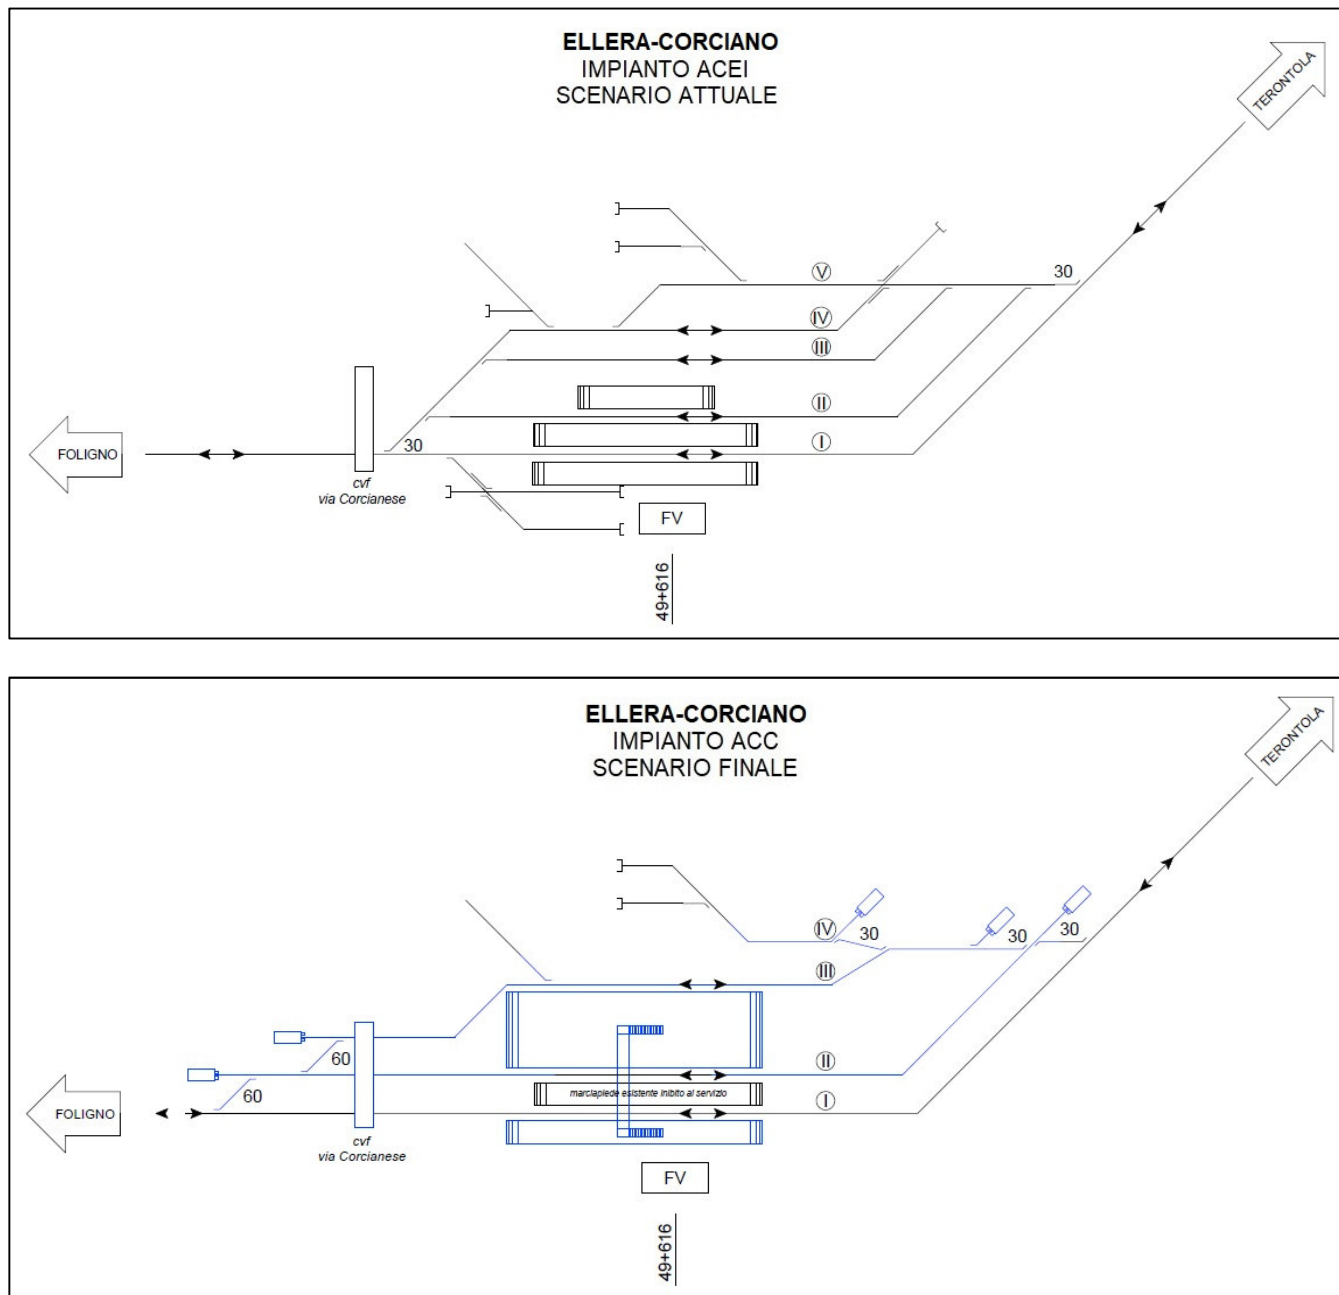 ELLERA-CORCIANO
IMPIANTO ACEI
SCENARIO ATTUALE
TERONTOLA
V
30
IV
III
II
FOLIGNO
30
I
cvf
via Corcianese
FV
49+616
ELLERA-CORCIANO
IMPIANTO ACC
SCENARIO FINALE
TERONTOLA
IV
30
30
30
III
60
II
60
marciapiede esistente inibito al servizio
I
FOLIGNO
cvf
via Corcianese
FV
49+616